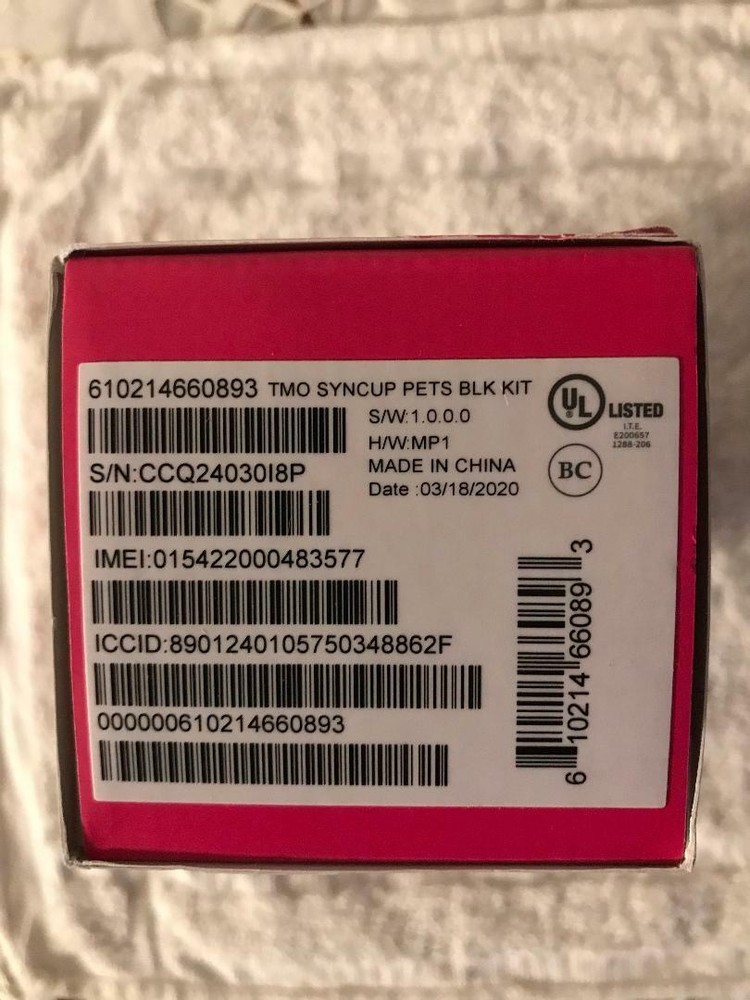 610214660893 TMO SYNCUP PETS BLK KIT
S/W:1.0.0.0
H/W:MP1
MADE IN CHINA
Date :03/18/2020
UL LISTED
I.T.E.
E200657
1288-206
BC
S/N:CCQ24030I8P
IMEI:015422000483577
ICCID:8901240105750348862F
0000000610214660893
6 10214 66089 3